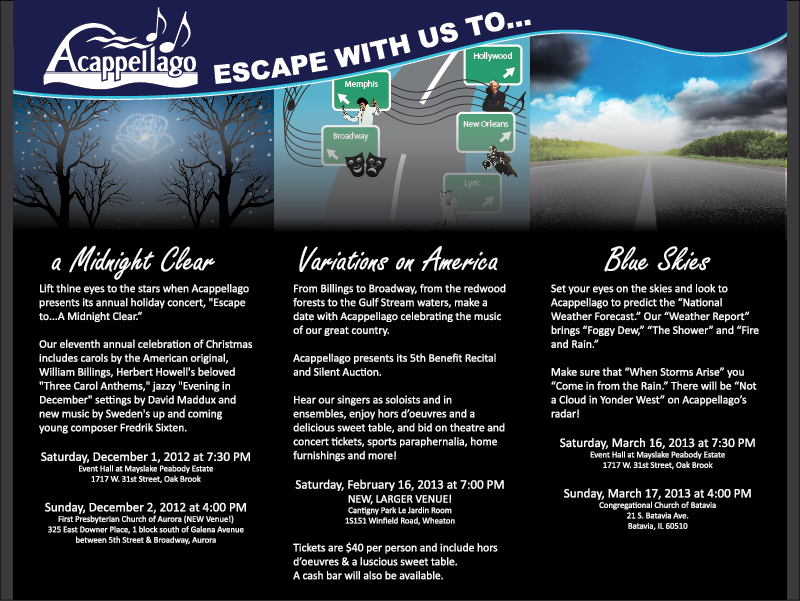 Acappellago
ESCAPE WITH US TO...
Memphis
Hollywood
Broadway
New Orleans
Lyric
a Midnight Clear
Lift thine eyes to the stars when Acappellago
presents its annual holiday concert, "Escape
to...A Midnight Clear."
Our eleventh annual celebration of Christmas
includes carols by the American original,
William Billings, Herbert Howell's beloved
"Three Carol Anthems," jazzy "Evening in
December" settings by David Maddux and
new music by Sweden's up and coming
young composer Fredrik Sixten.
Saturday, December 1, 2012 at 7:30 PM
Event Hall at Mayslake Peabody Estate
1717 W. 31st Street, Oak Brook
Sunday, December 2, 2012 at 4:00 PM
First Presbyterian Church of Aurora (NEW Venue!)
325 East Downer Place, 1 block south of Galena Avenue
between 5th Street & Broadway, Aurora
Variations on America
From Billings to Broadway, from the redwood
forests to the Gulf Stream waters, make a
date with Acappellago celebrating the music
of our great country.
Acappellago presents its 5th Benefit Recital
and Silent Auction.
Hear our singers as soloists and in
ensembles, enjoy hors d'oeuvres and a
delicious sweet table, and bid on theatre and
concert tickets, sports paraphernalia, home
furnishings and more!
Saturday, February 16, 2013 at 7:00 PM
NEW, LARGER VENUE!
Cantigny Park Le Jardin Room
1S151 Winfield Road, Wheaton
Tickets are $40 per person and include hors
d'oeuvres & a luscious sweet table.
A cash bar will also be available.
Blue Skies
Set your eyes on the skies and look to
Acappellago to predict the “National
Weather Forecast.” Our “Weather Report”
brings “Foggy Dew,” “The Shower” and “Fire
and Rain.”
Make sure that “When Storms Arise” you
“Come in from the Rain.” There will be “Not
a Cloud in Yonder West” on Acappellago’s
radar!
Saturday, March 16, 2013 at 7:30 PM
Event Hall at Mayslake Peabody Estate
1717 W. 31st Street, Oak Brook
Sunday, March 17, 2013 at 4:00 PM
Congregational Church of Batavia
21 S. Batavia Ave.
Batavia, IL 60510